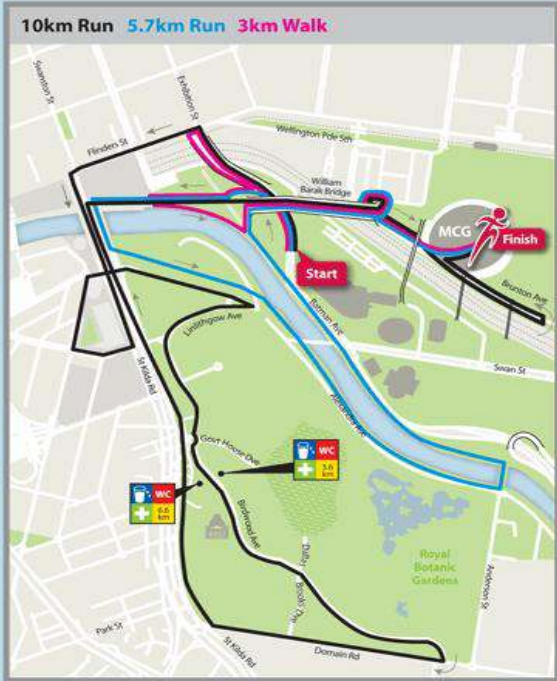 10km Run 5.7km Run 3km Walk
Swanston St
Exhibition St
Flinders St
Wellington Pde Sth
William
Barak Bridge
MCG
Finish
Start
Brunton Ave
Batman Ave
Linlithgow Ave
Swan St
St Kilda Rd
Alexandra Ave
Govt House Dve
WC
3.6
km
WC
6.6
km
Birdwood Ave
Dallas Brooks Dve
Royal
Botanic
Gardens
Anderson St
Park St
St Kilda Rd
Domain Rd